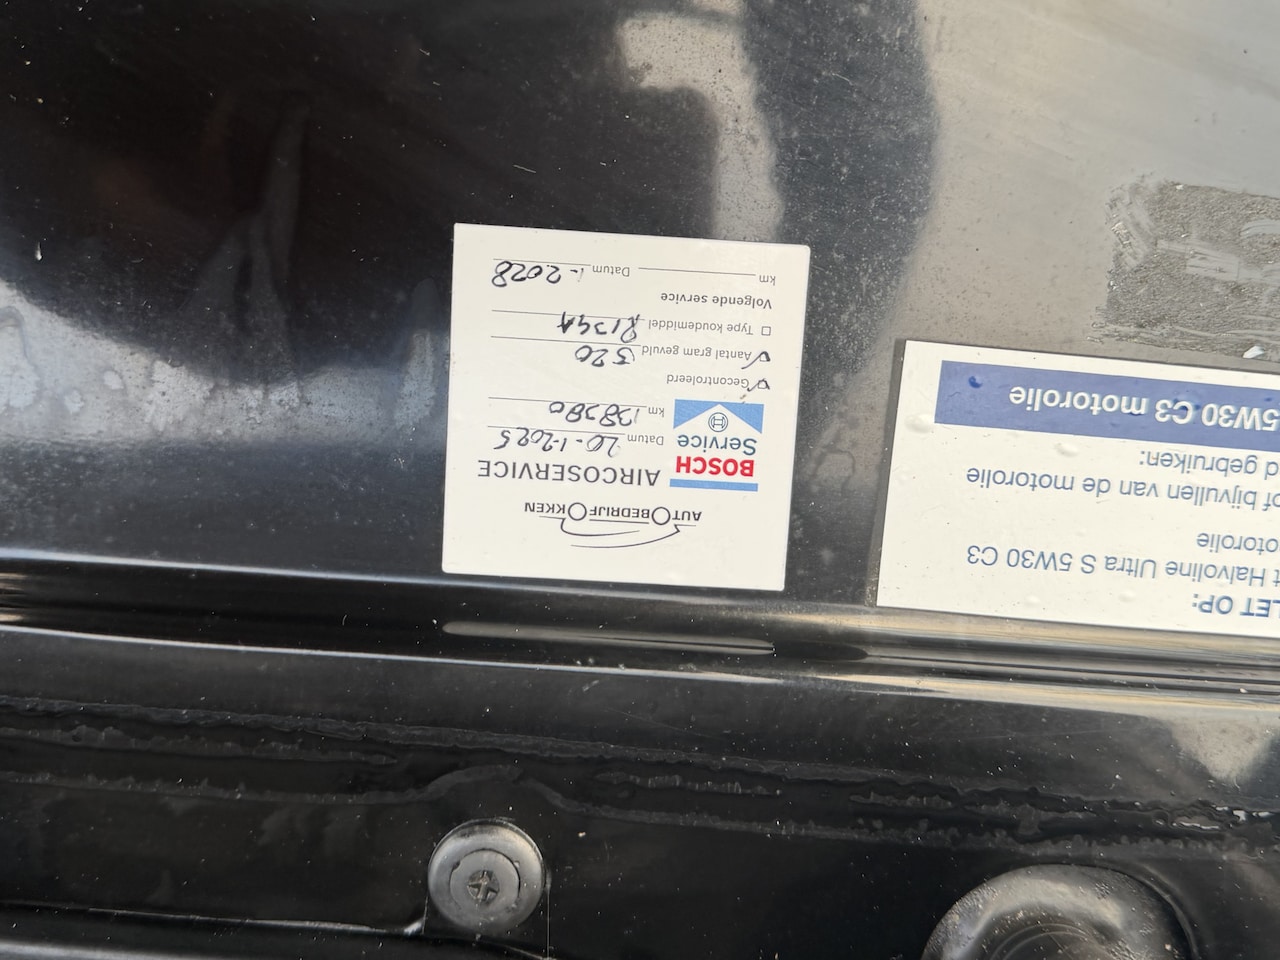 AUTOBEDRIJF OKKEN
BOSCH
Service
AIRCOSERVICE
Datum 20-1-2025
km
Gecontroleerd
Aantal gram gevuld 520
Type koudemiddel R134A
Volgende service
km Datum 1-2028
LET OP:
t Halvoline Ultra S 5W30 C3
otorolie
of bijvullen van de motorolie
d gebruiken:
5W30 C3 motorolie